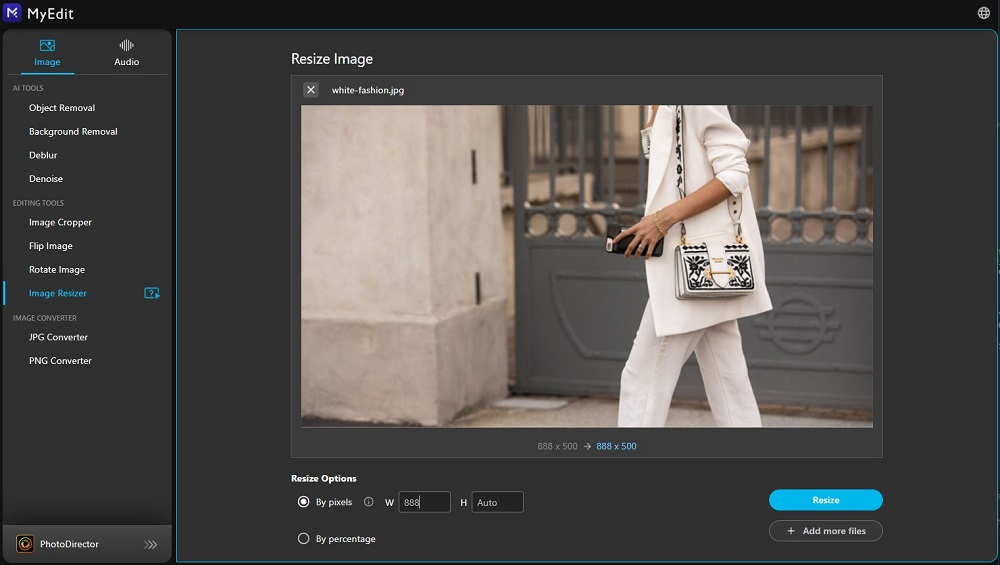 MyEdit
Image
Audio
AI TOOLS
Object Removal
Background Removal
Deblur
Denoise
EDITING TOOLS
Image Cropper
Flip Image
Rotate Image
Image Resizer
IMAGE CONVERTER
JPG Converter
PNG Converter
PhotoDirector
Resize Image
white-fashion.jpg
888 x 500 → 888 x 500
Resize Options
By pixels W 888 H Auto
By percentage
Resize
+ Add more files